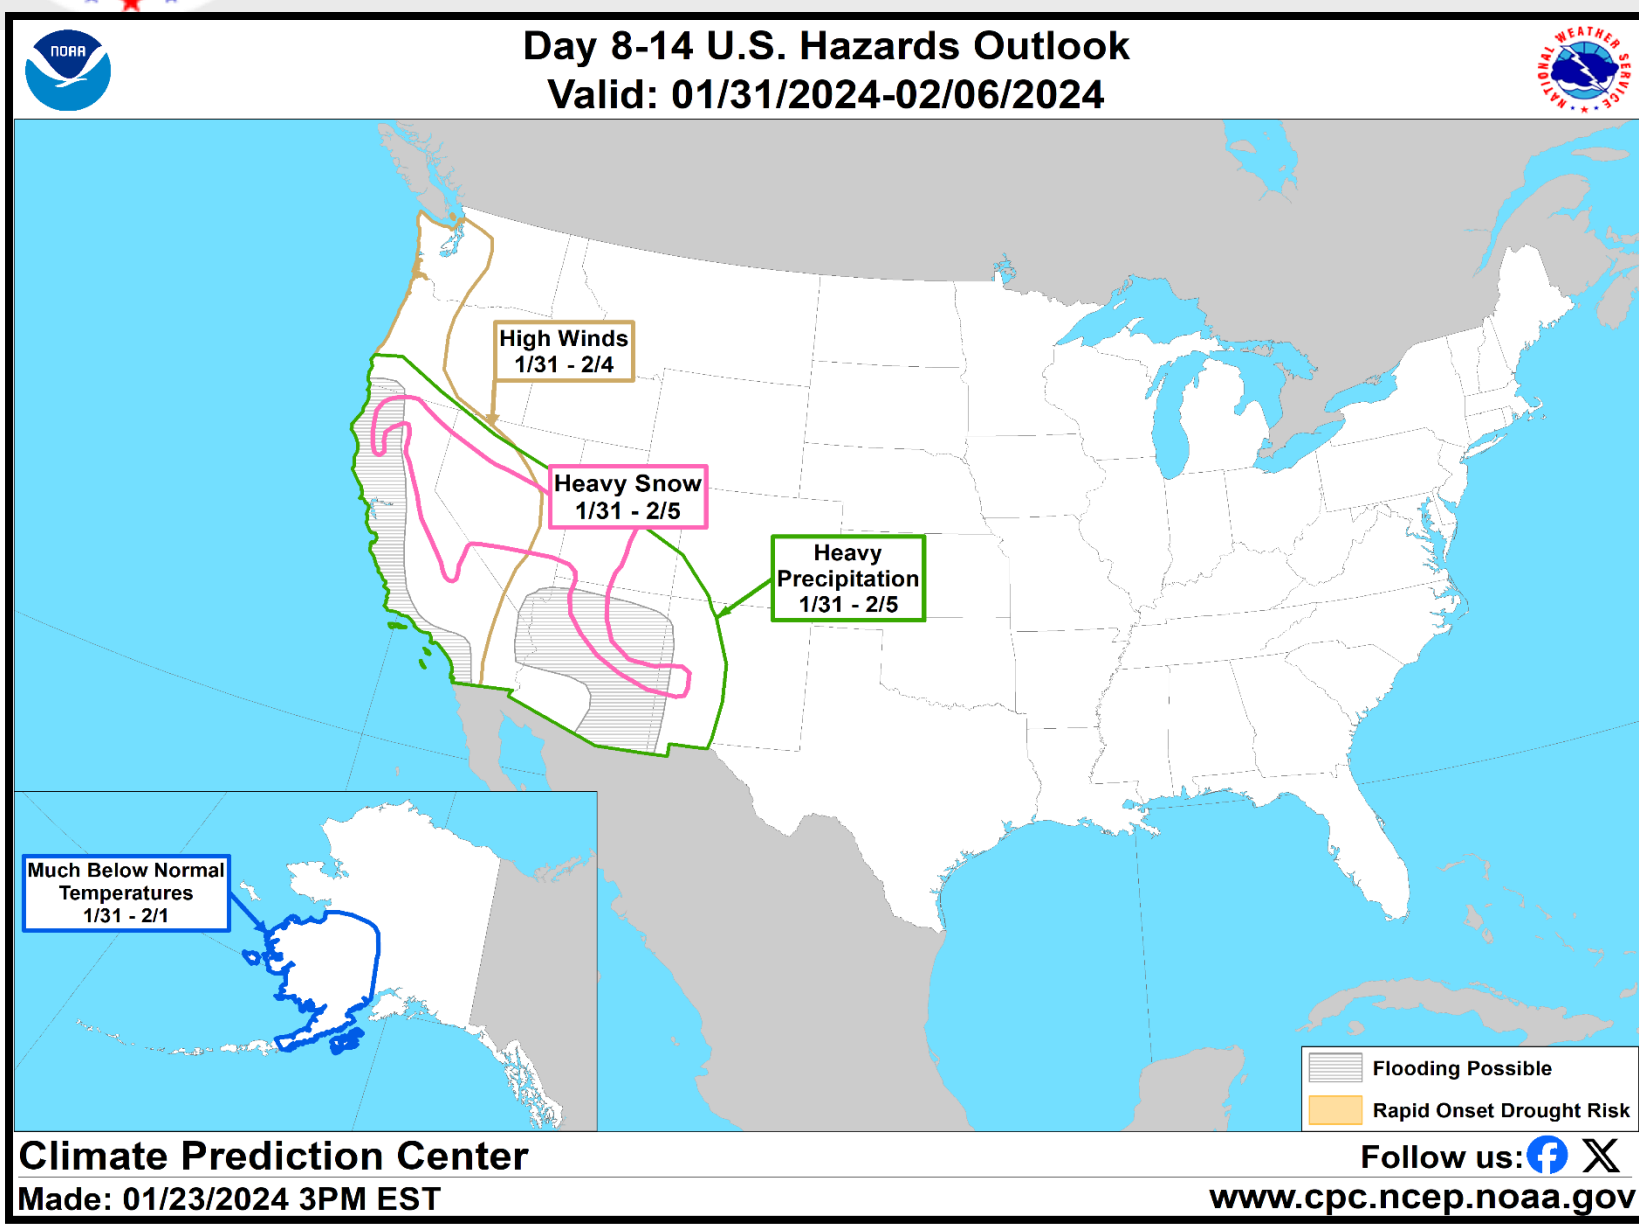 NOAA
Day 8-14 U.S. Hazards Outlook
Valid: 01/31/2024-02/06/2024
NATIONAL WEATHER SERVICE
High Winds
1/31 - 2/4
Heavy Snow
1/31 - 2/5
Heavy
Precipitation
1/31 - 2/5
Much Below Normal
Temperatures
1/31 - 2/1
Flooding Possible
Rapid Onset Drought Risk
Climate Prediction Center
Follow us:
Made: 01/23/2024 3PM EST
www.cpc.ncep.noaa.gov